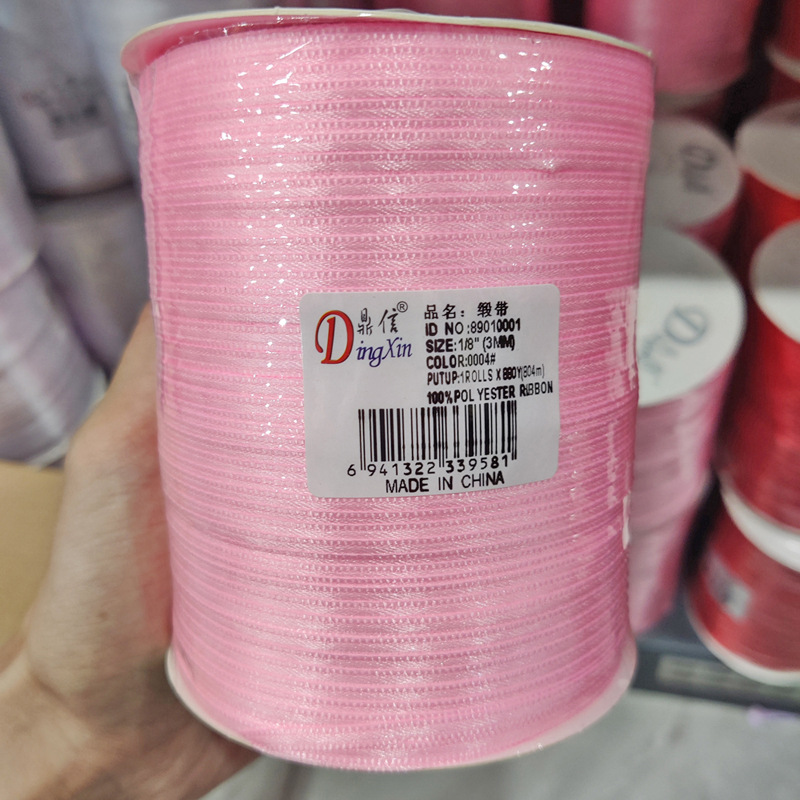 鼎信®
DingXin
品名：缎带
ID NO:89010001
SIZE:1/8" (3MM)
COLOR:0004#
PUTUP:1ROLLS X 880Y(804m)
100%POLYESTER RIBBON
6 941322 339581
MADE IN CHINA